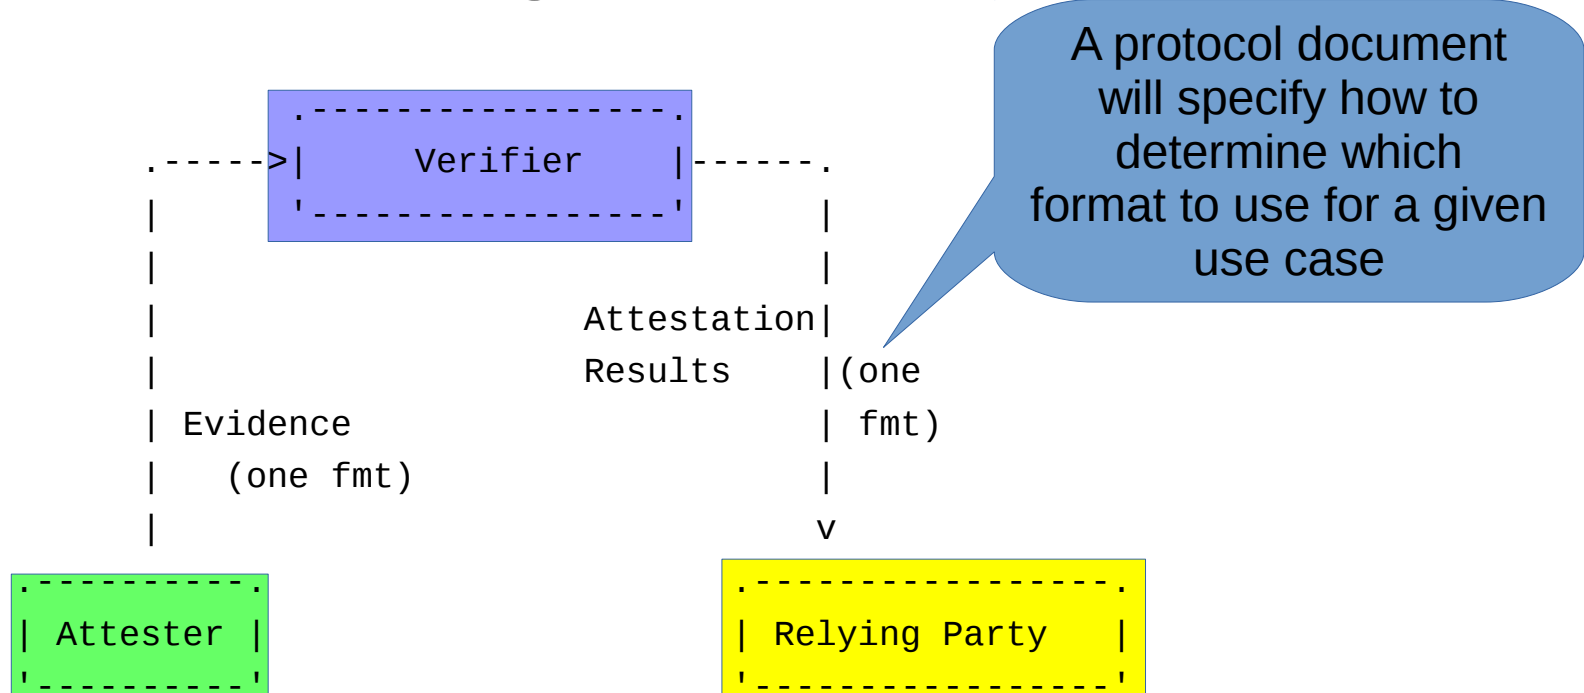 A protocol document
will specify how to
determine which
format to use for a given
use case
.-----------------.
.----->|     Verifier    |------.
|      '-----------------'      |
|                               |
|                    Attestation|
|                    Results    |(one
| Evidence                      | fmt)
|   (one fmt)                   |
|                               v
.----------.                       .-----------------.
| Attester |                       | Relying Party   |
'----------'                       '-----------------'